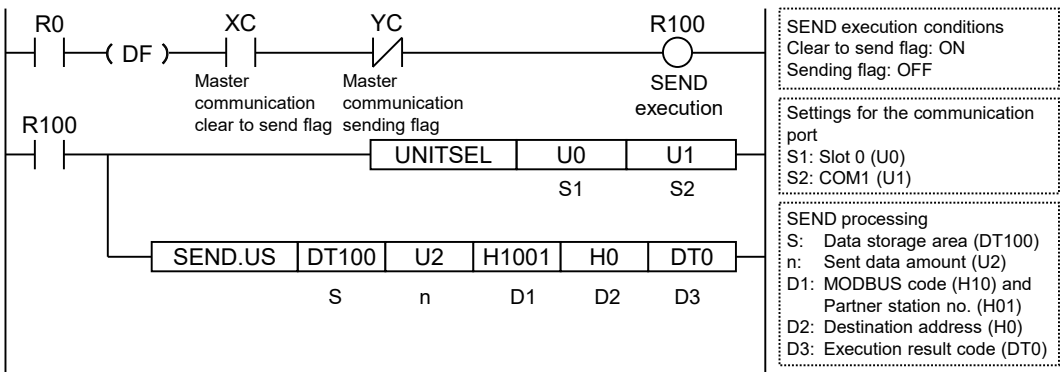 R0 XC YC R100
( DF )
Master communication clear to send flag
Master communication sending flag
SEND execution
R100
UNITSEL U0 U1
S1 S2
SEND.US DT100 U2 H1001 H0 DT0
S n D1 D2 D3
SEND execution conditions
Clear to send flag: ON
Sending flag: OFF
Settings for the communication
port
S1: Slot 0 (U0)
S2: COM1 (U1)
SEND processing
S: Data storage area (DT100)
n: Sent data amount (U2)
D1: MODBUS code (H10) and
Partner station no. (H01)
D2: Destination address (H0)
D3: Execution result code (DT0)